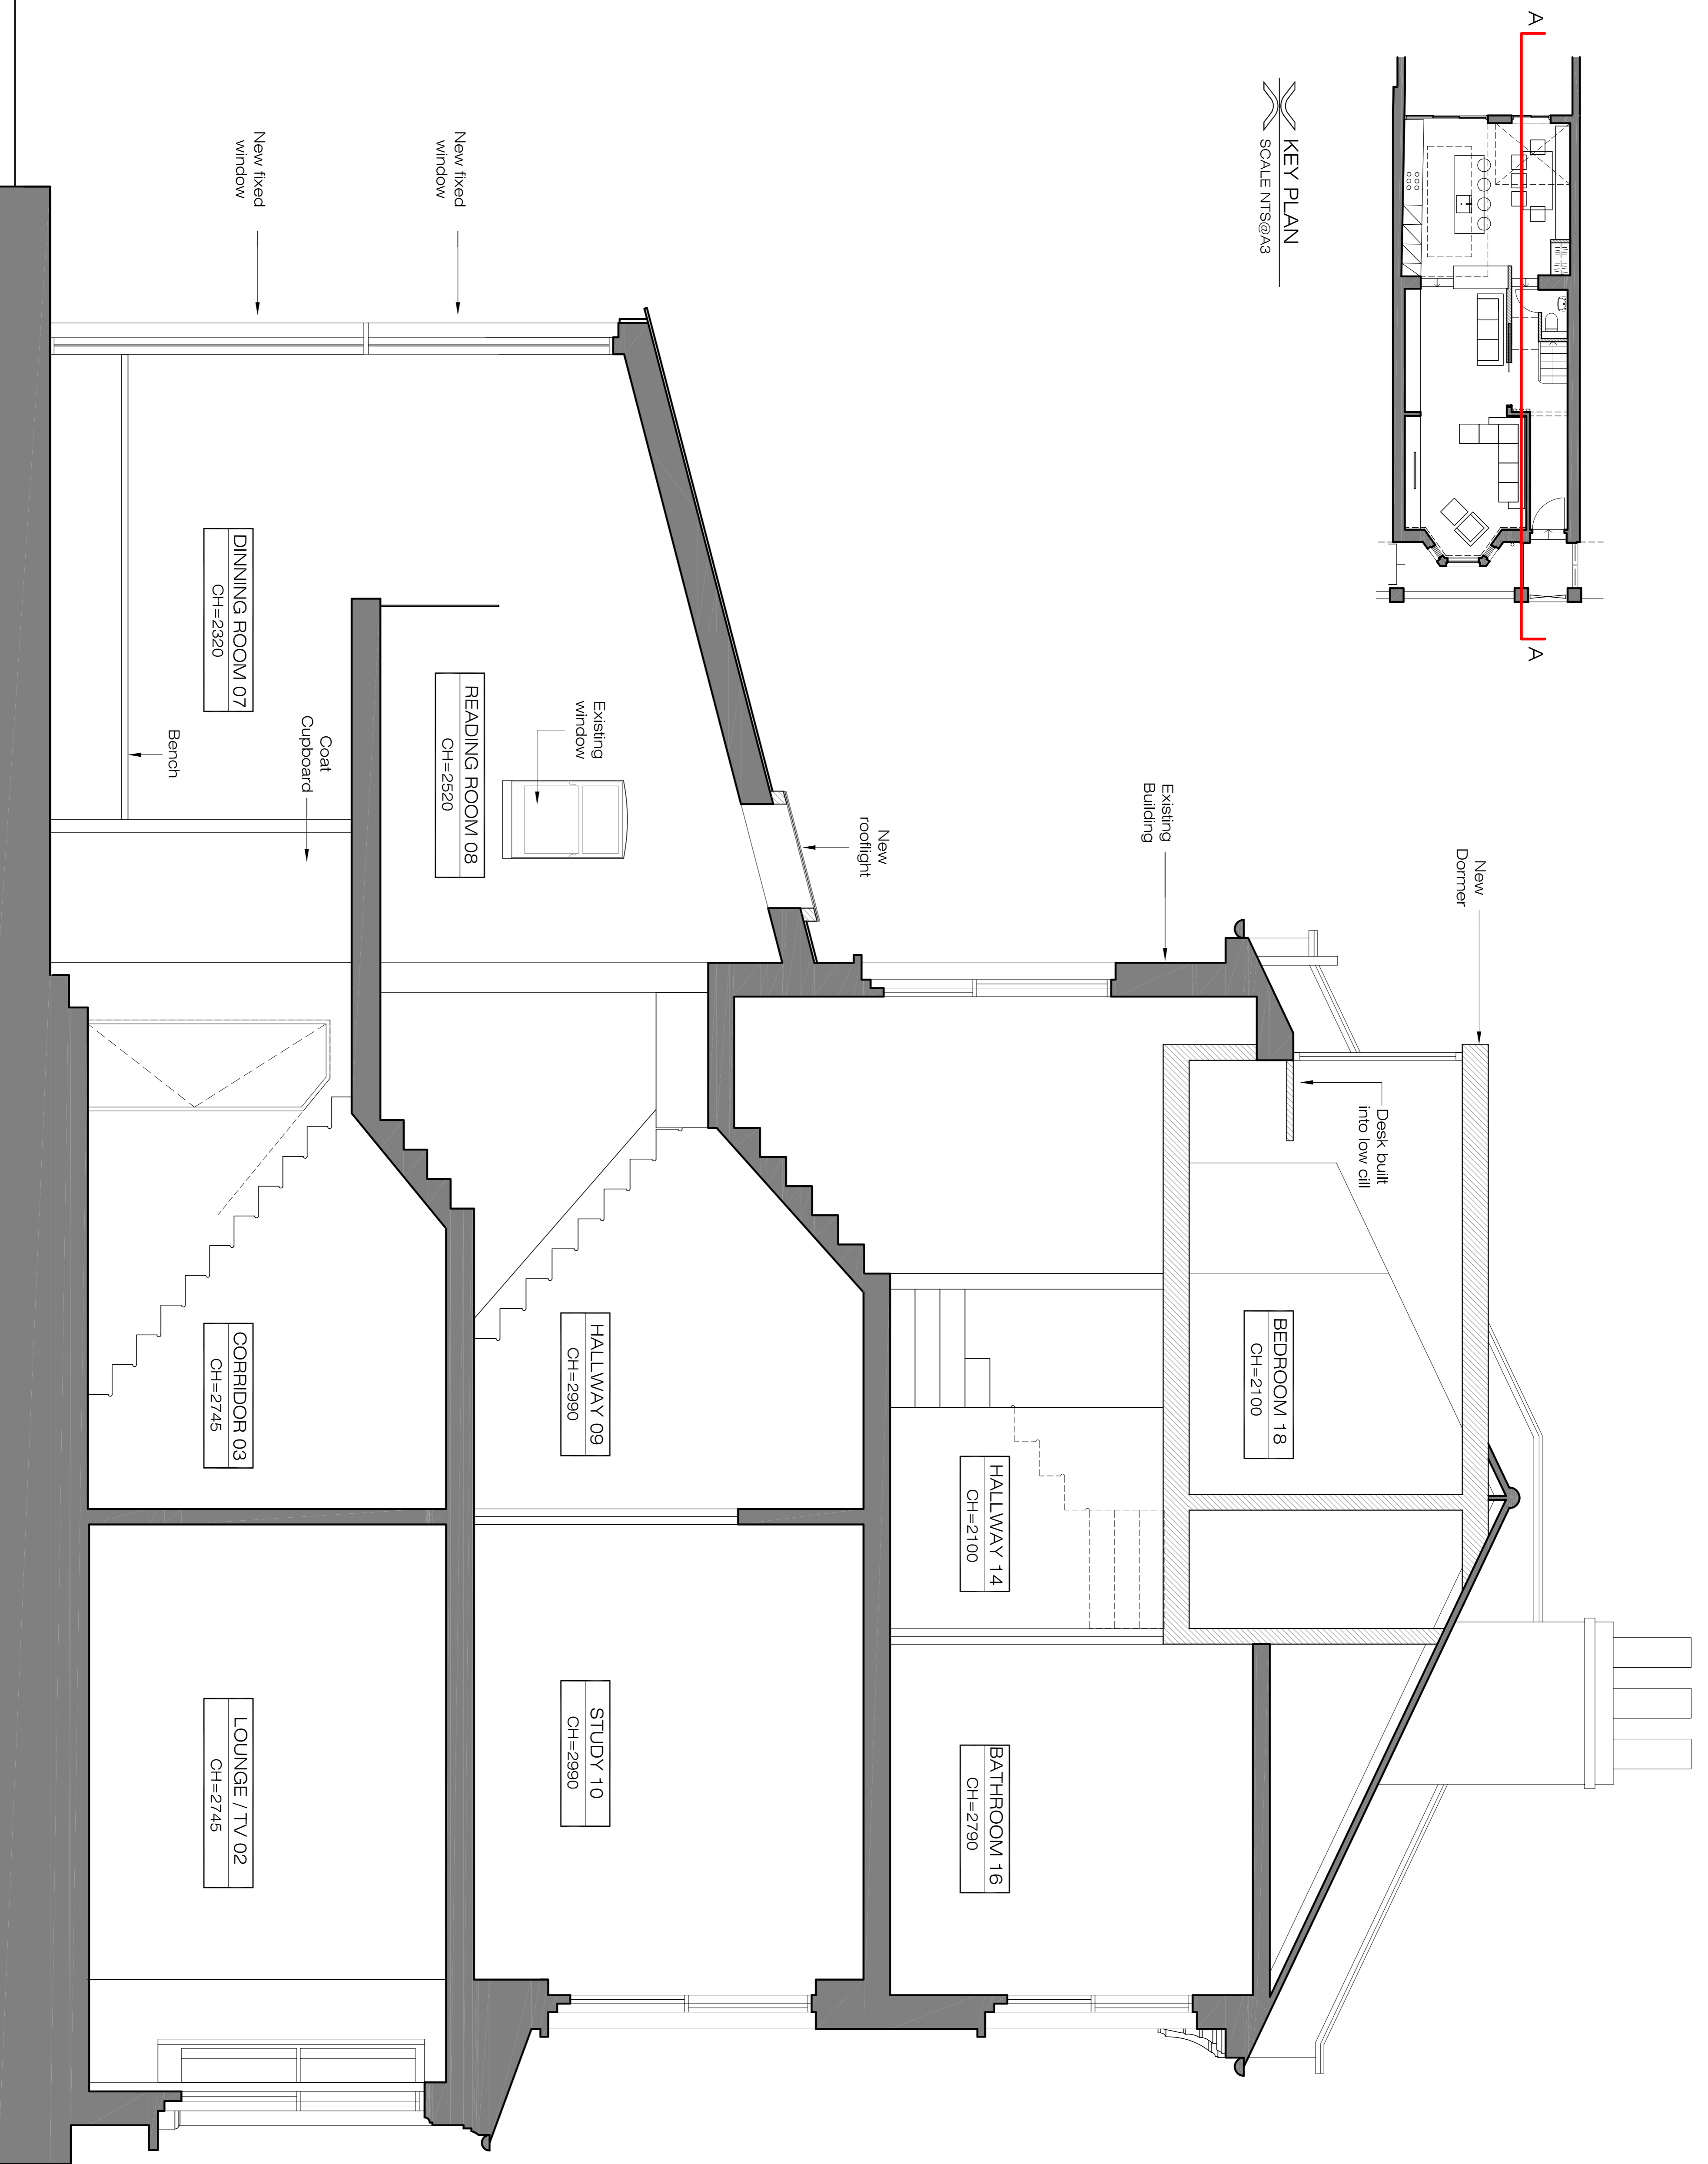 A
A
KEY PLAN
SCALE NTS@A3
New
Dormer
Desk built
into low cill
BEDROOM 18
CH=2100
Existing
Building
New
rooflight
HALLWAY 14
CH=2100
BATHROOM 16
CH=2790
Existing
window
READING ROOM 08
CH=2520
HALLWAY 09
CH=2990
STUDY 10
CH=2990
New fixed
window
New fixed
window
DINNING ROOM 07
CH=2320
Coat
Cupboard
Bench
CORRIDOR 03
CH=2745
LOUNGE / TV 02
CH=2745